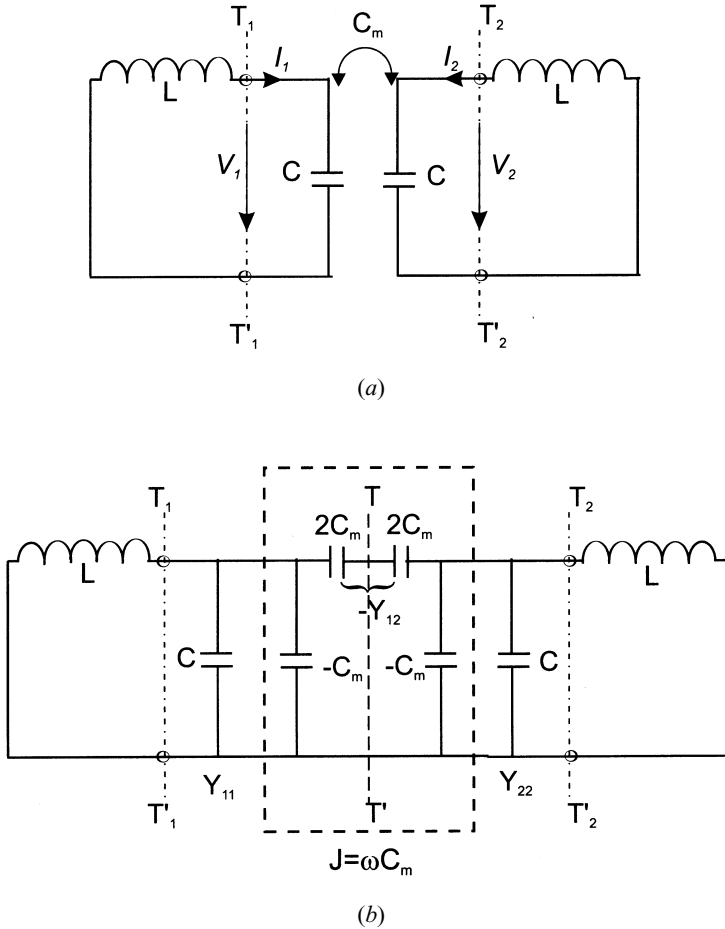 T₁ T₂
Cₘ
I₁ I₂
L L
V₁ C C V₂
T'₁ T'₂
(a)
T₁ T T₂
2Cₘ 2Cₘ
L L
-Y₁₂
C -Cₘ -Cₘ C
Y₁₁ Y₂₂
T'₁ T' T'₂
J=ωCₘ
(b)